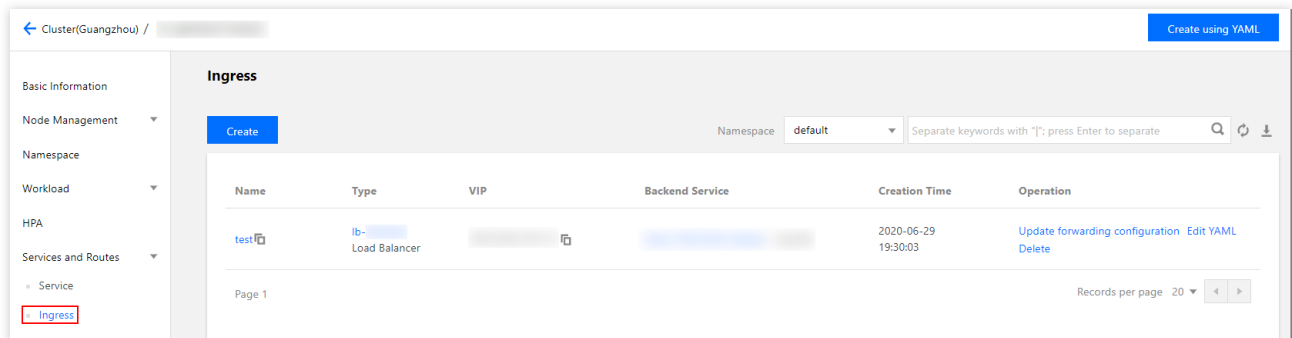 Cluster(Guangzhou) /
Create using YAML
Basic Information
Node Management
Namespace
Workload
HPA
Services and Routes
Service
Ingress
Ingress
Create
Namespace default Separate keywords with "|"; press Enter to separate
Name Type VIP Backend Service Creation Time Operation
test lb- 2020-06-29 Update forwarding configuration Edit YAML
Load Balancer 19:30:03 Delete
Page 1 Records per page 20